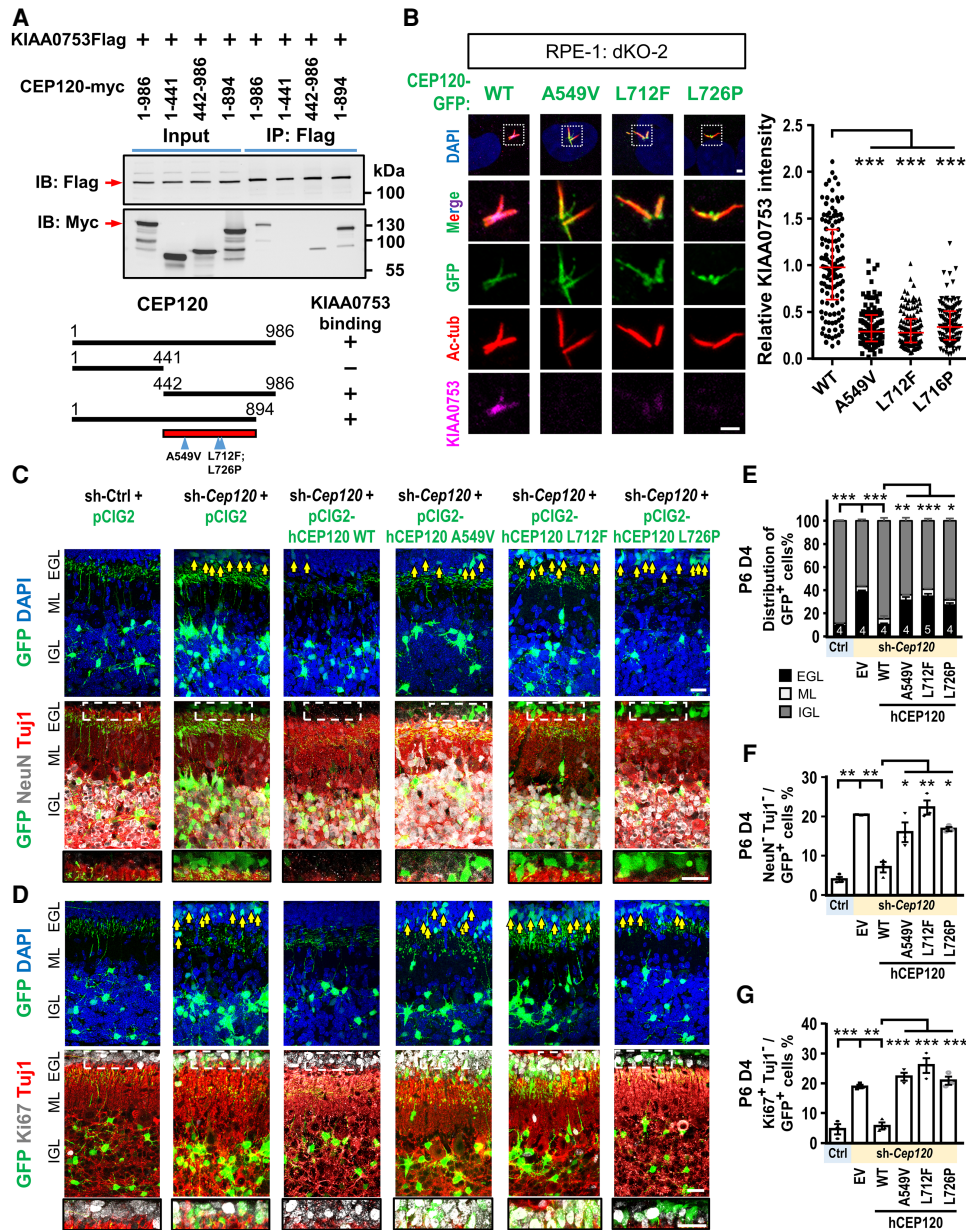 A
KIAA0753Flag + + + + + + + +
CEP120-myc
1-986 1-441 442-986 1-894 1-986 1-441 442-986 1-894
Input IP: Flag
kDa
IB: Flag
100
IB: Myc
130
100
55
CEP120 KIAA0753 binding
1 986 +
1 441 −
442 986 +
1 894 +
A549V L712F; L726P
B
RPE-1: dKO-2
CEP120-GFP: WT A549V L712F L726P
DAPI
Merge
GFP
Ac-tub
KIAA0753
Relative KIAA0753 intensity
2.5
2.0
1.5
1.0
0.5
0.0
*** *** ***
WT A549V L712F L716P
C
sh-Ctrl + pCIG2
sh-Cep120 + pCIG2
sh-Cep120 + pCIG2-hCEP120 WT
sh-Cep120 + pCIG2-hCEP120 A549V
sh-Cep120 + pCIG2-hCEP120 L712F
sh-Cep120 + pCIG2-hCEP120 L726P
GFP DAPI
EGL
ML
IGL
GFP NeuN Tuj1
EGL
ML
IGL
D
GFP DAPI
EGL
ML
IGL
GFP Ki67 Tuj1
EGL
ML
IGL
E
P6 D4
Distribution of GFP+ cells%
100
80
60
40
20
0
*** *** ** *** *
4 4 4 4 5 4
Ctrl sh-Cep120
EV WT A549V L712F L726P
hCEP120
EGL
ML
IGL
F
P6 D4
NeuN- Tuj1- / GFP+ cells %
30
20
10
0
** ** * ** *
Ctrl sh-Cep120
EV WT A549V L712F L726P
hCEP120
G
P6 D4
Ki67+ Tuj1- / GFP+ cells %
40
30
20
10
0
*** ** *** *** ***
Ctrl sh-Cep120
EV WT A549V L712F L726P
hCEP120